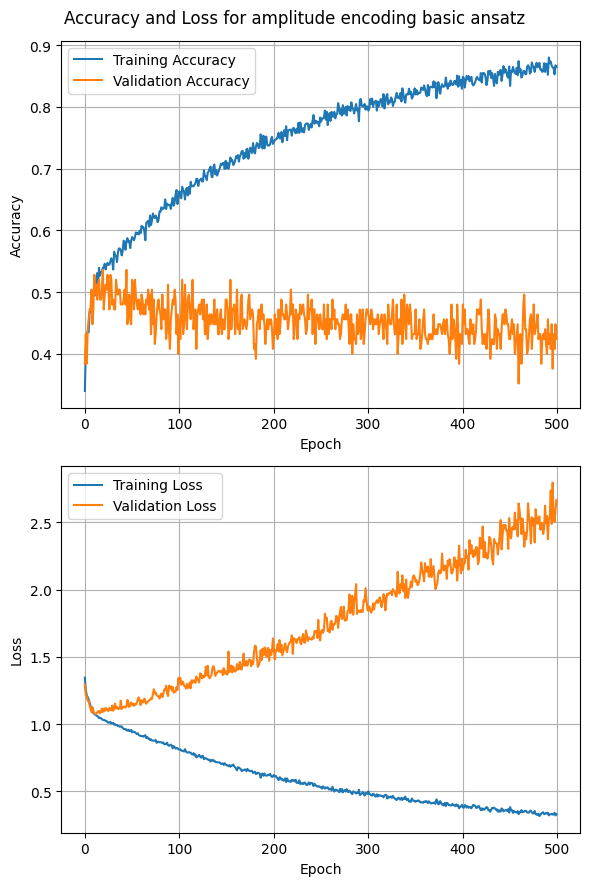 Accuracy and Loss for amplitude encoding basic ansatz
0.9
0.8
0.7
0.6
0.5
0.4
Accuracy
Training Accuracy
Validation Accuracy
0 100 200 300 400 500
Epoch
2.5
2.0
1.5
1.0
0.5
Loss
Training Loss
Validation Loss
0 100 200 300 400 500
Epoch